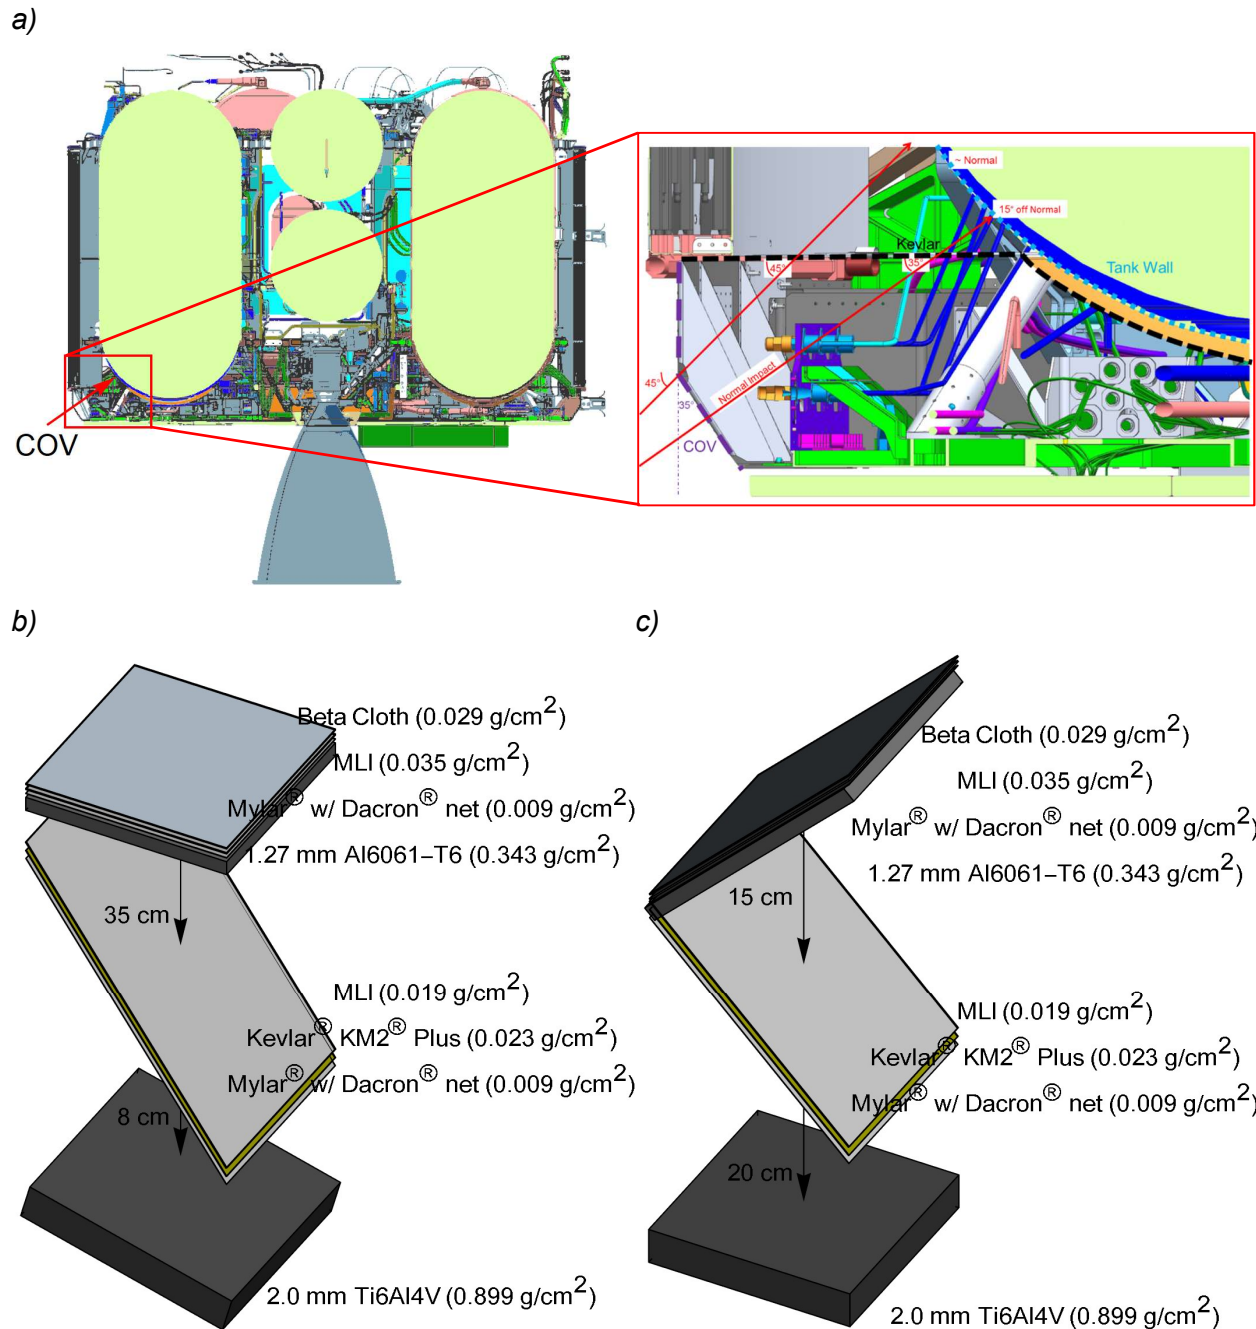 a)
COV
~ Normal
15° off Normal
Kevlar
45°
35°
Tank Wall
45°
Normal Impact
35°
COV
b)
Beta Cloth (0.029 g/cm²)
MLI (0.035 g/cm²)
Mylar® w/ Dacron® net (0.009 g/cm²)
1.27 mm Al6061–T6 (0.343 g/cm²)
35 cm
MLI (0.019 g/cm²)
Kevlar® KM2® Plus (0.023 g/cm²)
Mylar® w/ Dacron® net (0.009 g/cm²)
8 cm
2.0 mm Ti6Al4V (0.899 g/cm²)
c)
Beta Cloth (0.029 g/cm²)
MLI (0.035 g/cm²)
Mylar® w/ Dacron® net (0.009 g/cm²)
1.27 mm Al6061–T6 (0.343 g/cm²)
15 cm
MLI (0.019 g/cm²)
Kevlar® KM2® Plus (0.023 g/cm²)
Mylar® w/ Dacron® net (0.009 g/cm²)
20 cm
2.0 mm Ti6Al4V (0.899 g/cm²)